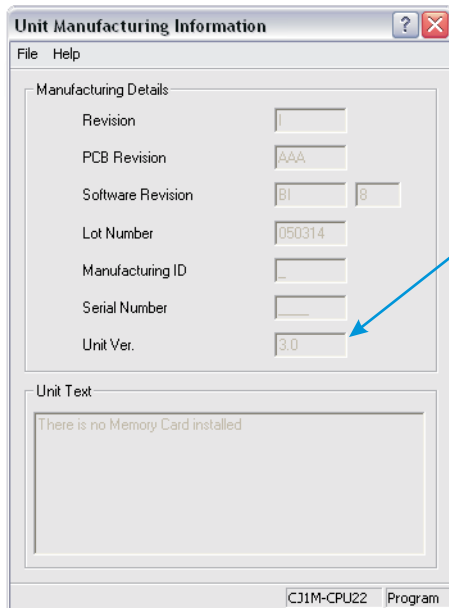 Unit Manufacturing Information
File Help
Manufacturing Details
Revision I
PCB Revision AAA
Software Revision BI 8
Lot Number 050314
Manufacturing ID _
Serial Number ____
Unit Ver. 3.0
Unit Text
There is no Memory Card installed
CJ1M-CPU22 Program